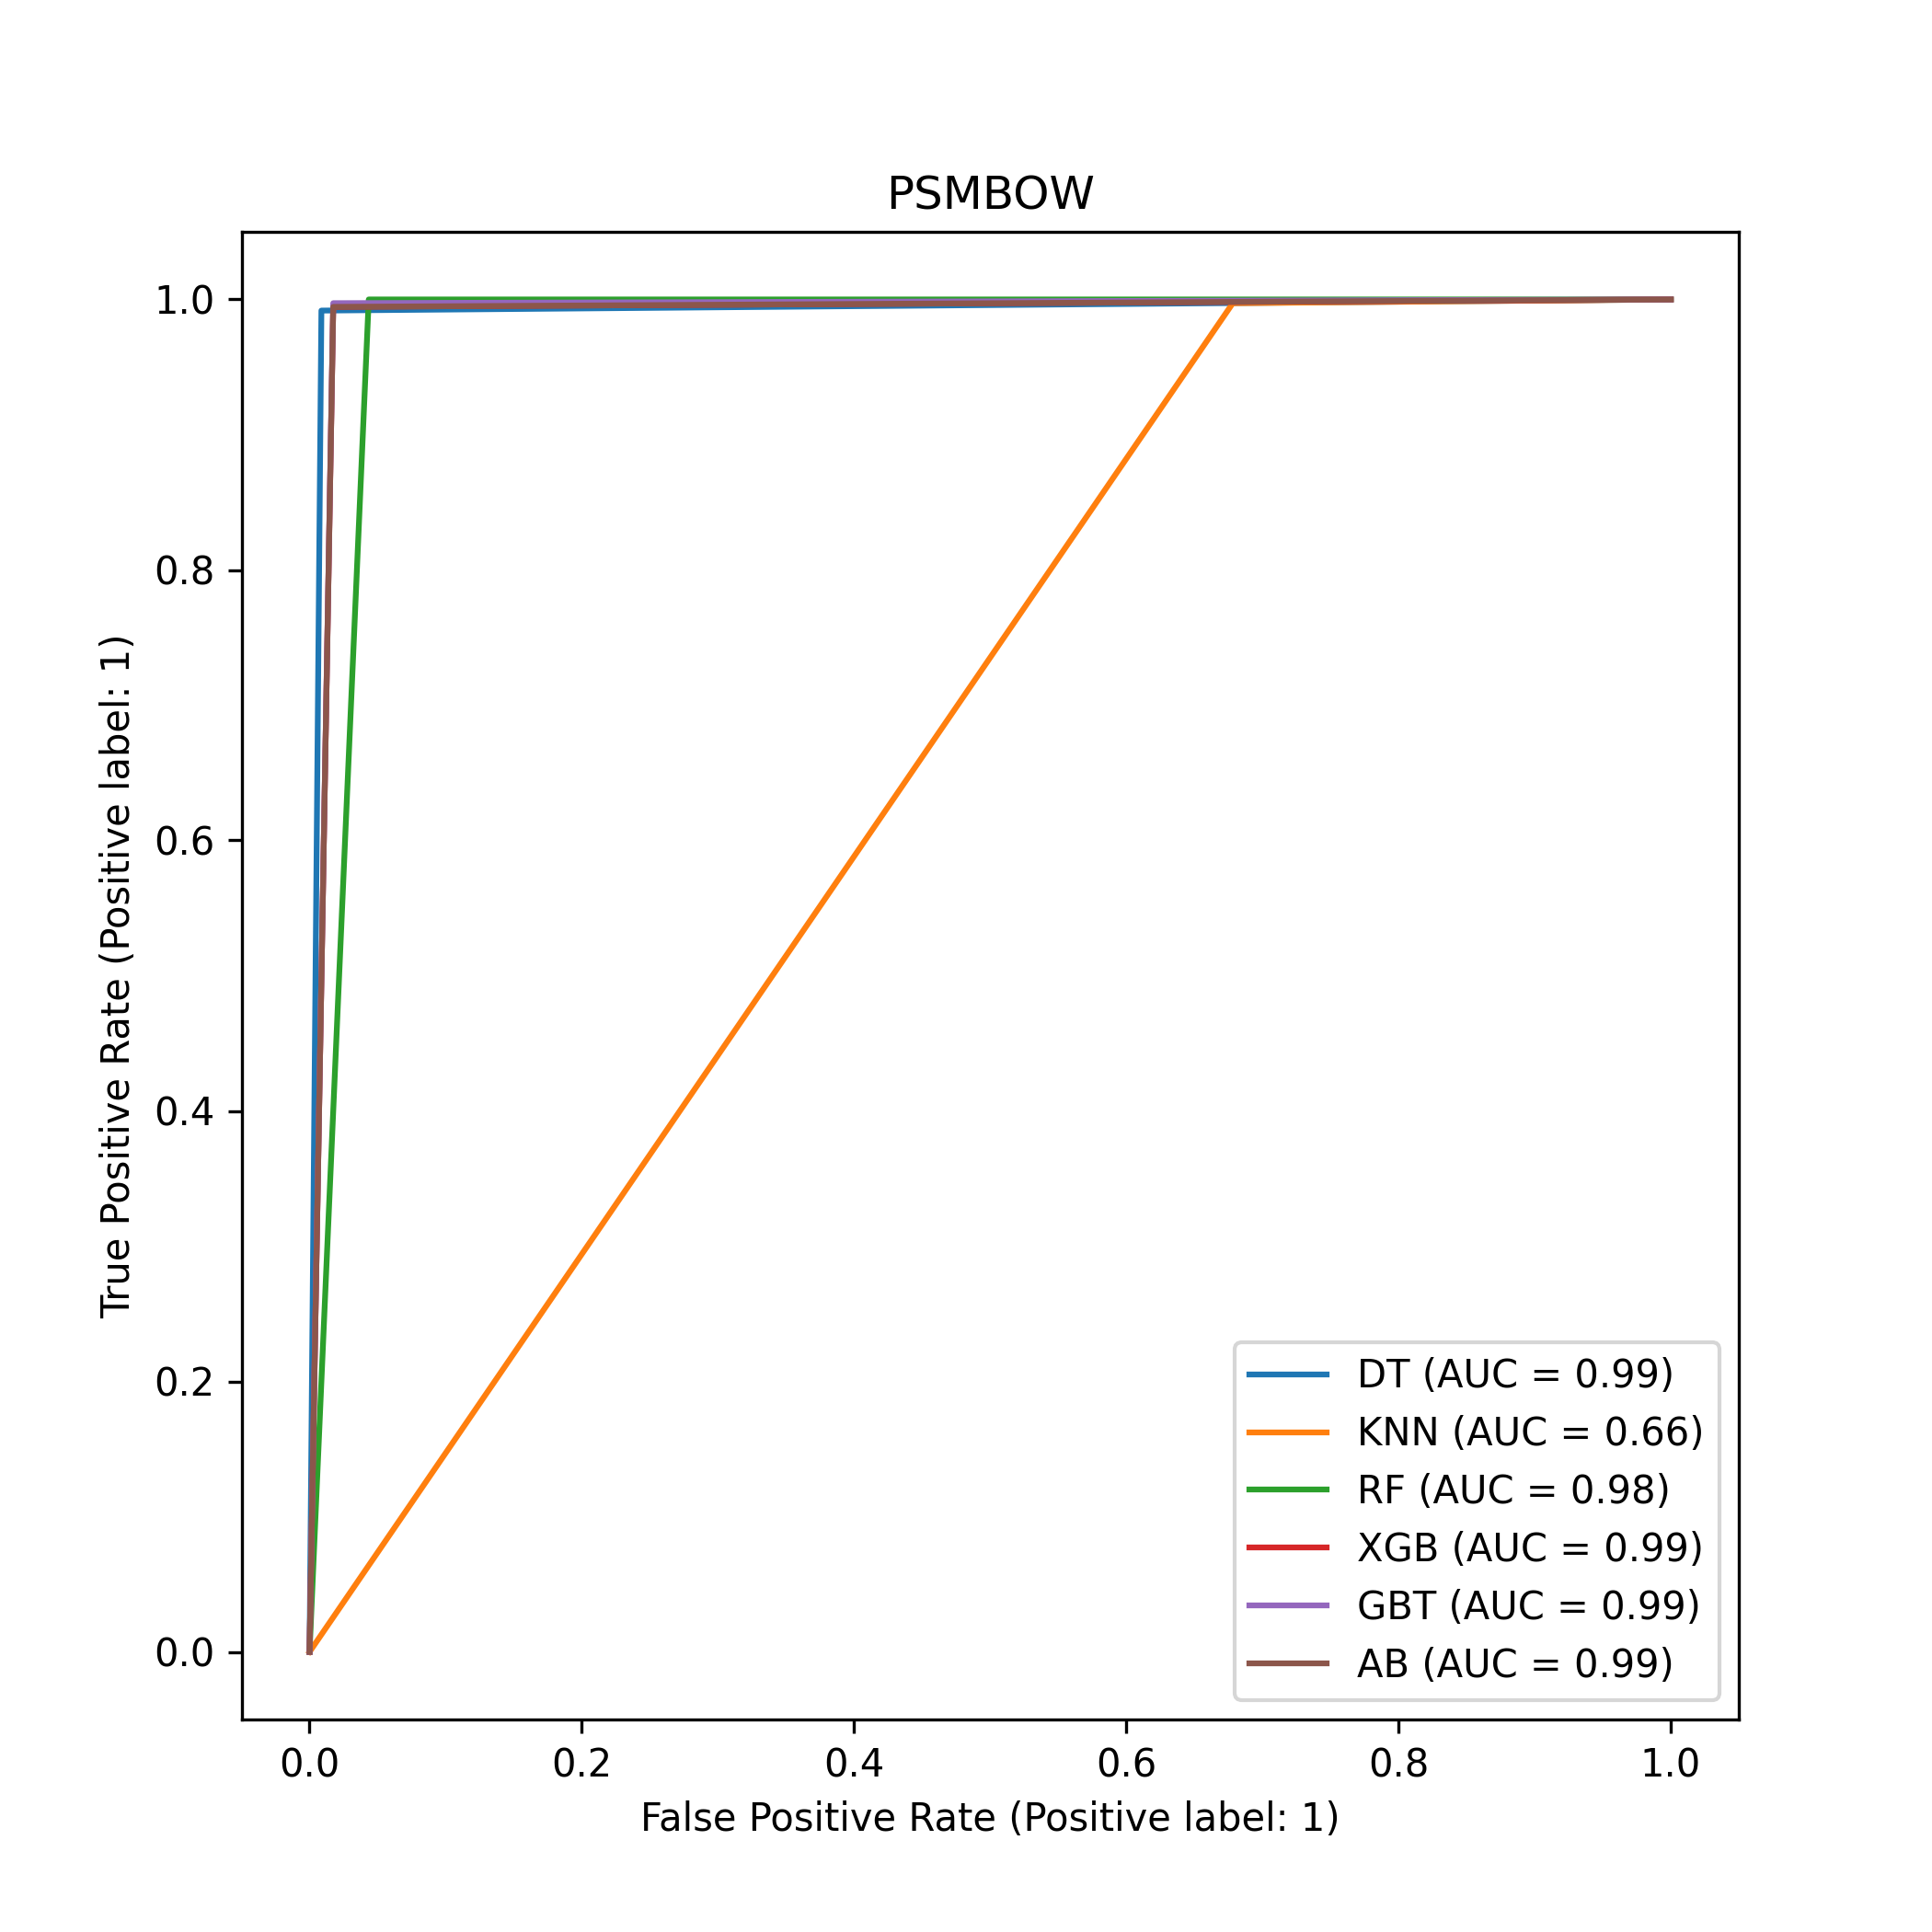 PSMBOW
True Positive Rate (Positive label: 1)
1.0
0.8
0.6
0.4
0.2
0.0
DT (AUC = 0.99)
KNN (AUC = 0.66)
RF (AUC = 0.98)
XGB (AUC = 0.99)
GBT (AUC = 0.99)
AB (AUC = 0.99)
0.0 0.2 0.4 0.6 0.8 1.0
False Positive Rate (Positive label: 1)